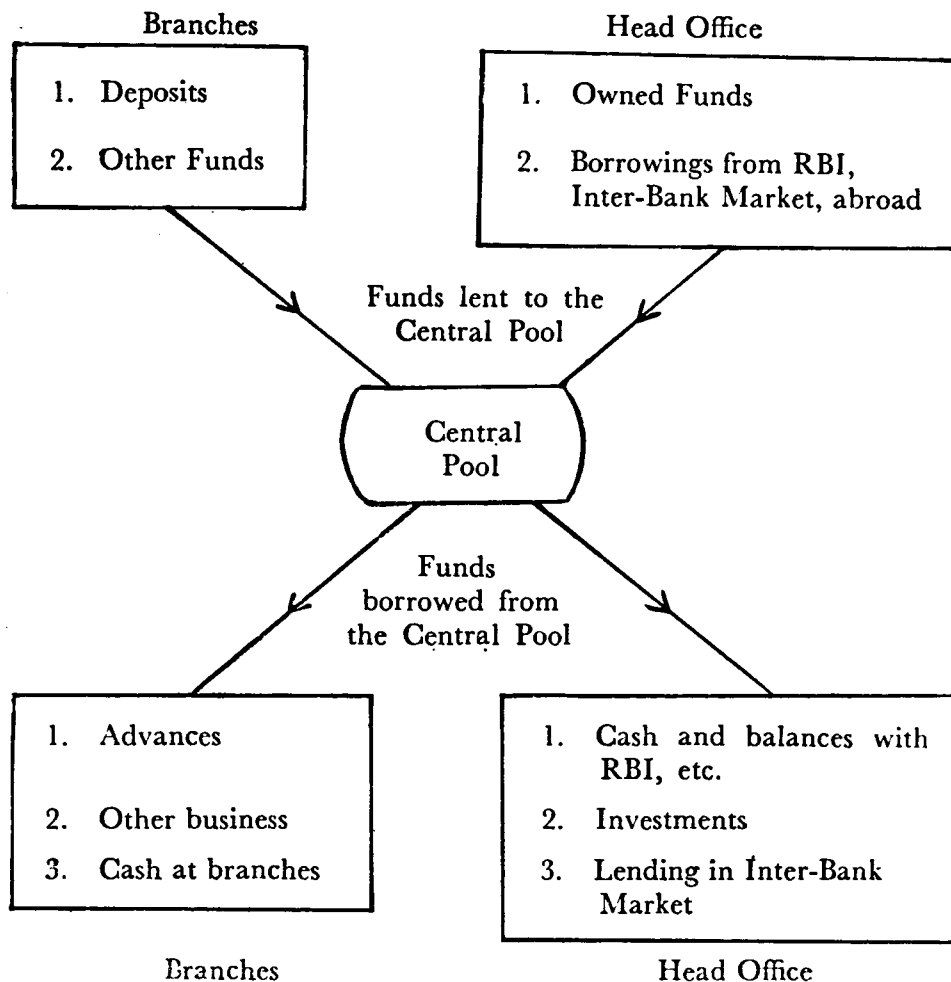 Branches
1. Deposits
2. Other Funds
Head Office
1. Owned Funds
2. Borrowings from RBI,
Inter-Bank Market, abroad
Funds lent to the
Central Pool
Central
Pool
Funds
borrowed from
the Central Pool
1. Advances
2. Other business
3. Cash at branches
Branches
1. Cash and balances with
RBI, etc.
2. Investments
3. Lending in Inter-Bank
Market
Head Office